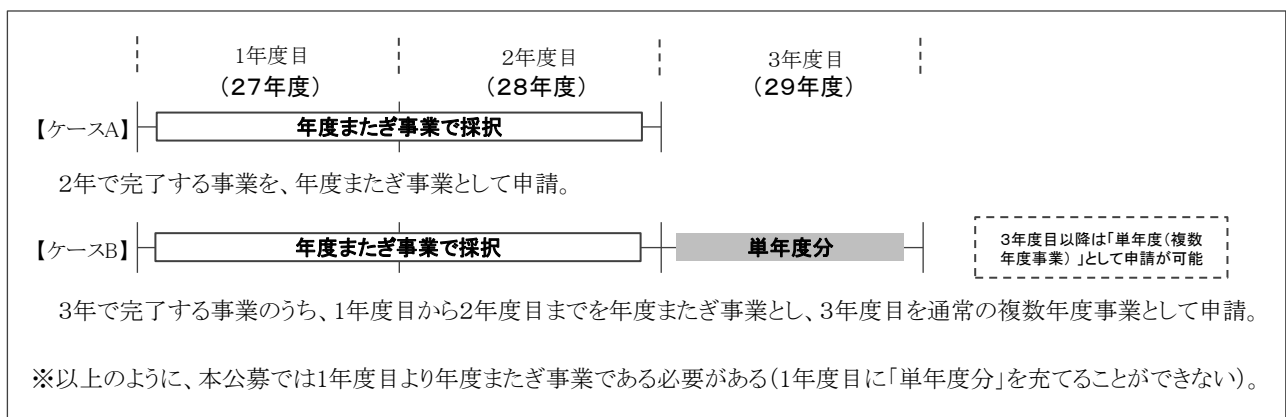 1年度目 2年度目 3年度目
(27年度) (28年度) (29年度)
【ケースA】 年度またぎ事業で採択
2年で完了する事業を、年度またぎ事業として申請。
【ケースB】 年度またぎ事業で採択 単年度分
3年度目以降は「単年度(複数
年度事業) 」として申請が可能
3年で完了する事業のうち、1年度目から2年度目までを年度またぎ事業とし、3年度目を通常の複数年度事業として申請。
※以上のように、本公募では1年度目より年度またぎ事業である必要がある(1年度目に「単年度分」を充てることができない)。